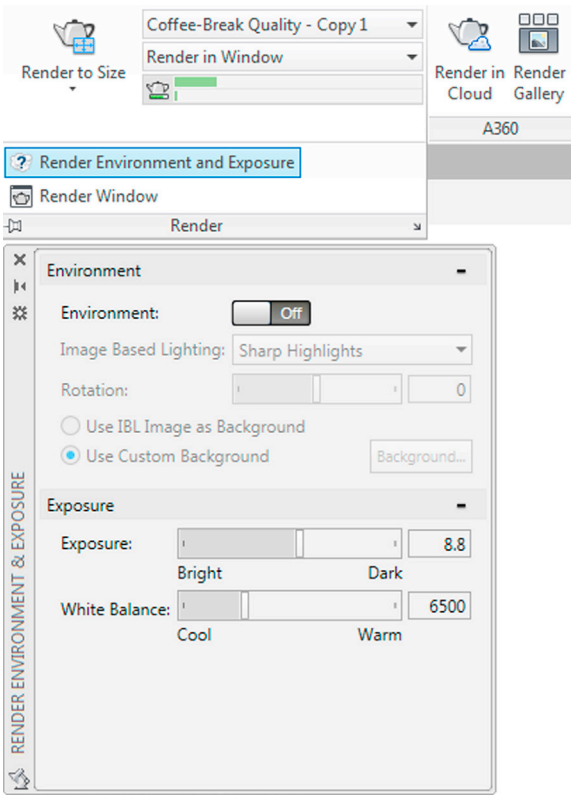 Coffee-Break Quality - Copy 1
Render in Window
Render to Size
Render in Cloud
Render Gallery
A360
Render Environment and Exposure
Render Window
Render
Environment
Environment:
Off
Image Based Lighting:
Sharp Highlights
Rotation:
0
Use IBL Image as Background
Use Custom Background
Background...
Exposure
Exposure:
8.8
Bright
Dark
White Balance:
6500
Cool
Warm
RENDER ENVIRONMENT & EXPOSURE